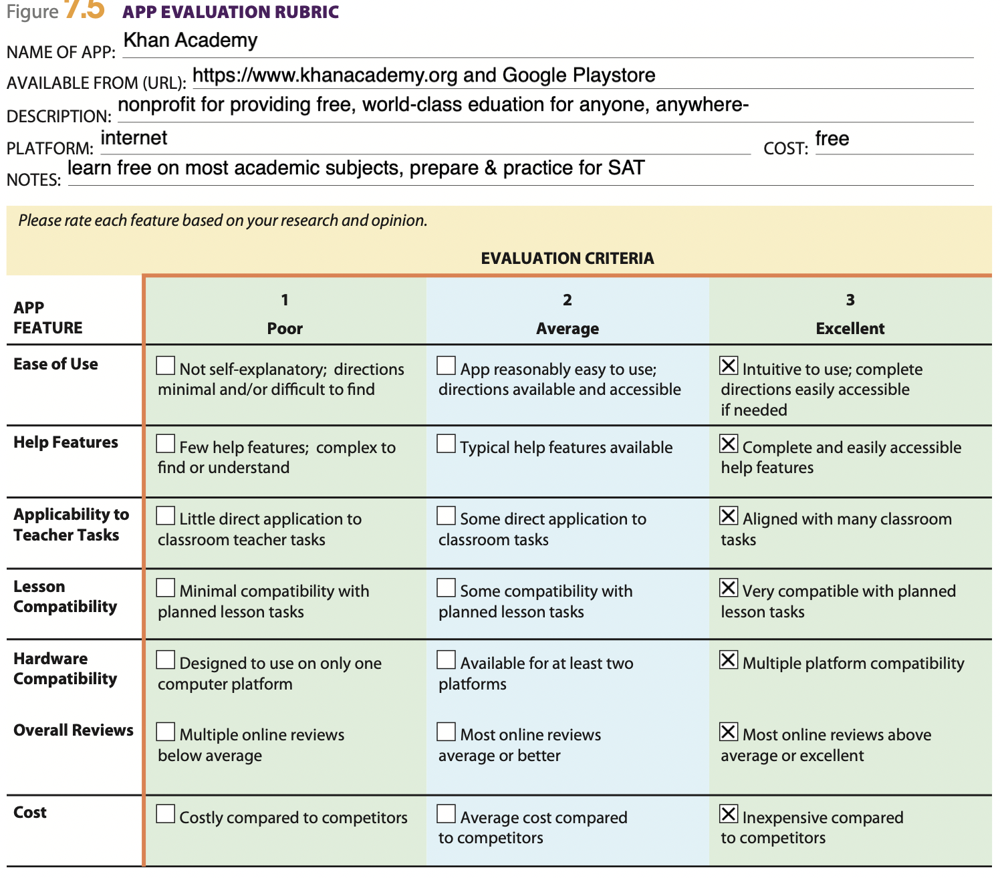 Figure 7.5 APP EVALUATION RUBRIC
NAME OF APP: Khan Academy
AVAILABLE FROM (URL): https://www.khanacademy.org and Google Playstore
DESCRIPTION: nonprofit for providing free, world-class eduation for anyone, anywhere-
PLATFORM: internet COST: free
NOTES: learn free on most academic subjects, prepare & practice for SAT
Please rate each feature based on your research and opinion.
EVALUATION CRITERIA
APP
FEATURE
1
Poor
2
Average
3
Excellent
Ease of Use
Not self-explanatory; directions
minimal and/or difficult to find
App reasonably easy to use;
directions available and accessible
Intuitive to use; complete
directions easily accessible
if needed
Help Features
Few help features; complex to
find or understand
Typical help features available
Complete and easily accessible
help features
Applicability to
Teacher Tasks
Little direct application to
classroom teacher tasks
Some direct application to
classroom tasks
Aligned with many classroom
tasks
Lesson
Compatibility
Minimal compatibility with
planned lesson tasks
Some compatibility with
planned lesson tasks
Very compatible with planned
lesson tasks
Hardware
Compatibility
Designed to use on only one
computer platform
Available for at least two
platforms
Multiple platform compatibility
Overall Reviews
Multiple online reviews
below average
Most online reviews
average or better
Most online reviews above
average or excellent
Cost
Costly compared to competitors
Average cost compared
to competitors
Inexpensive compared
to competitors